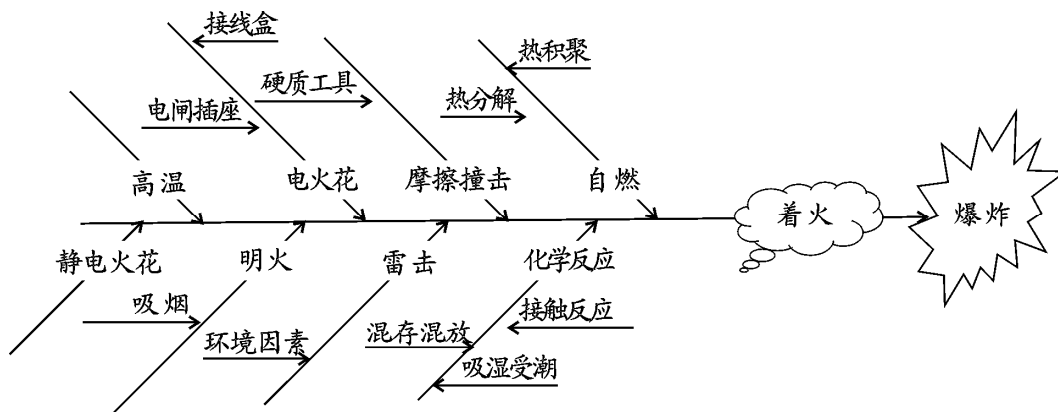 接线盒
热积聚
硬质工具
电闸插座
热分解
高温
电火花
摩擦撞击
自燃
着火
爆炸
静电火花
明火
雷击
化学反应
吸烟
接触反应
环境因素
混存混放
吸湿受潮